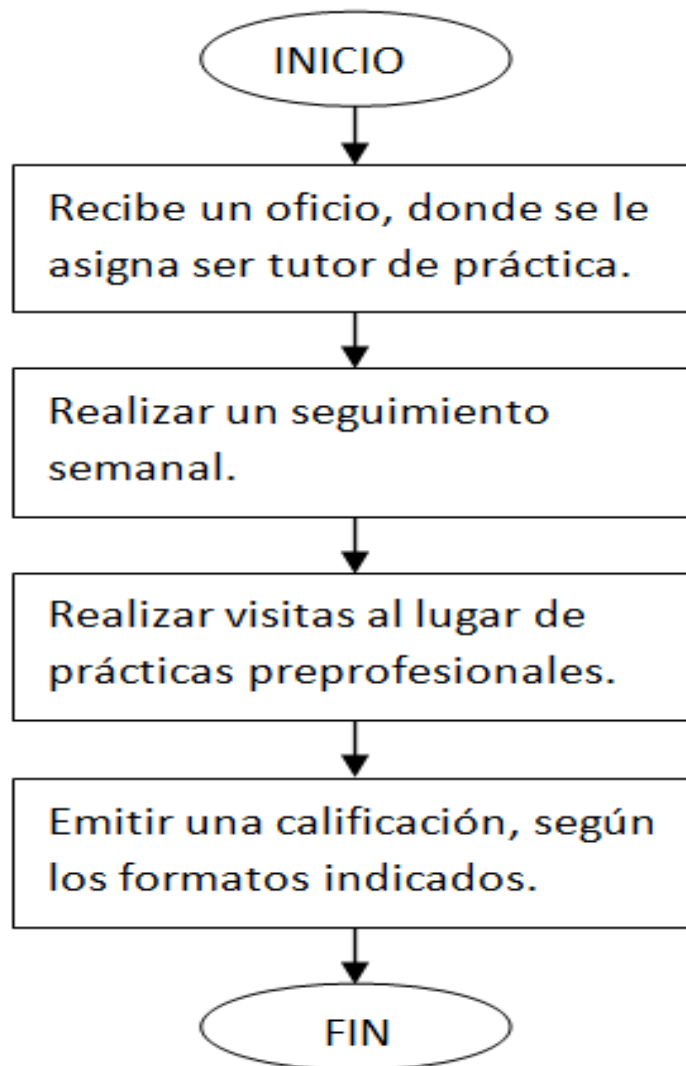 INICIO
Recibe un oficio, donde se le
asigna ser tutor de práctica.
Realizar un seguimiento
semanal.
Realizar visitas al lugar de
prácticas preprofesionales.
Emitir una calificación, según
los formatos indicados.
FIN